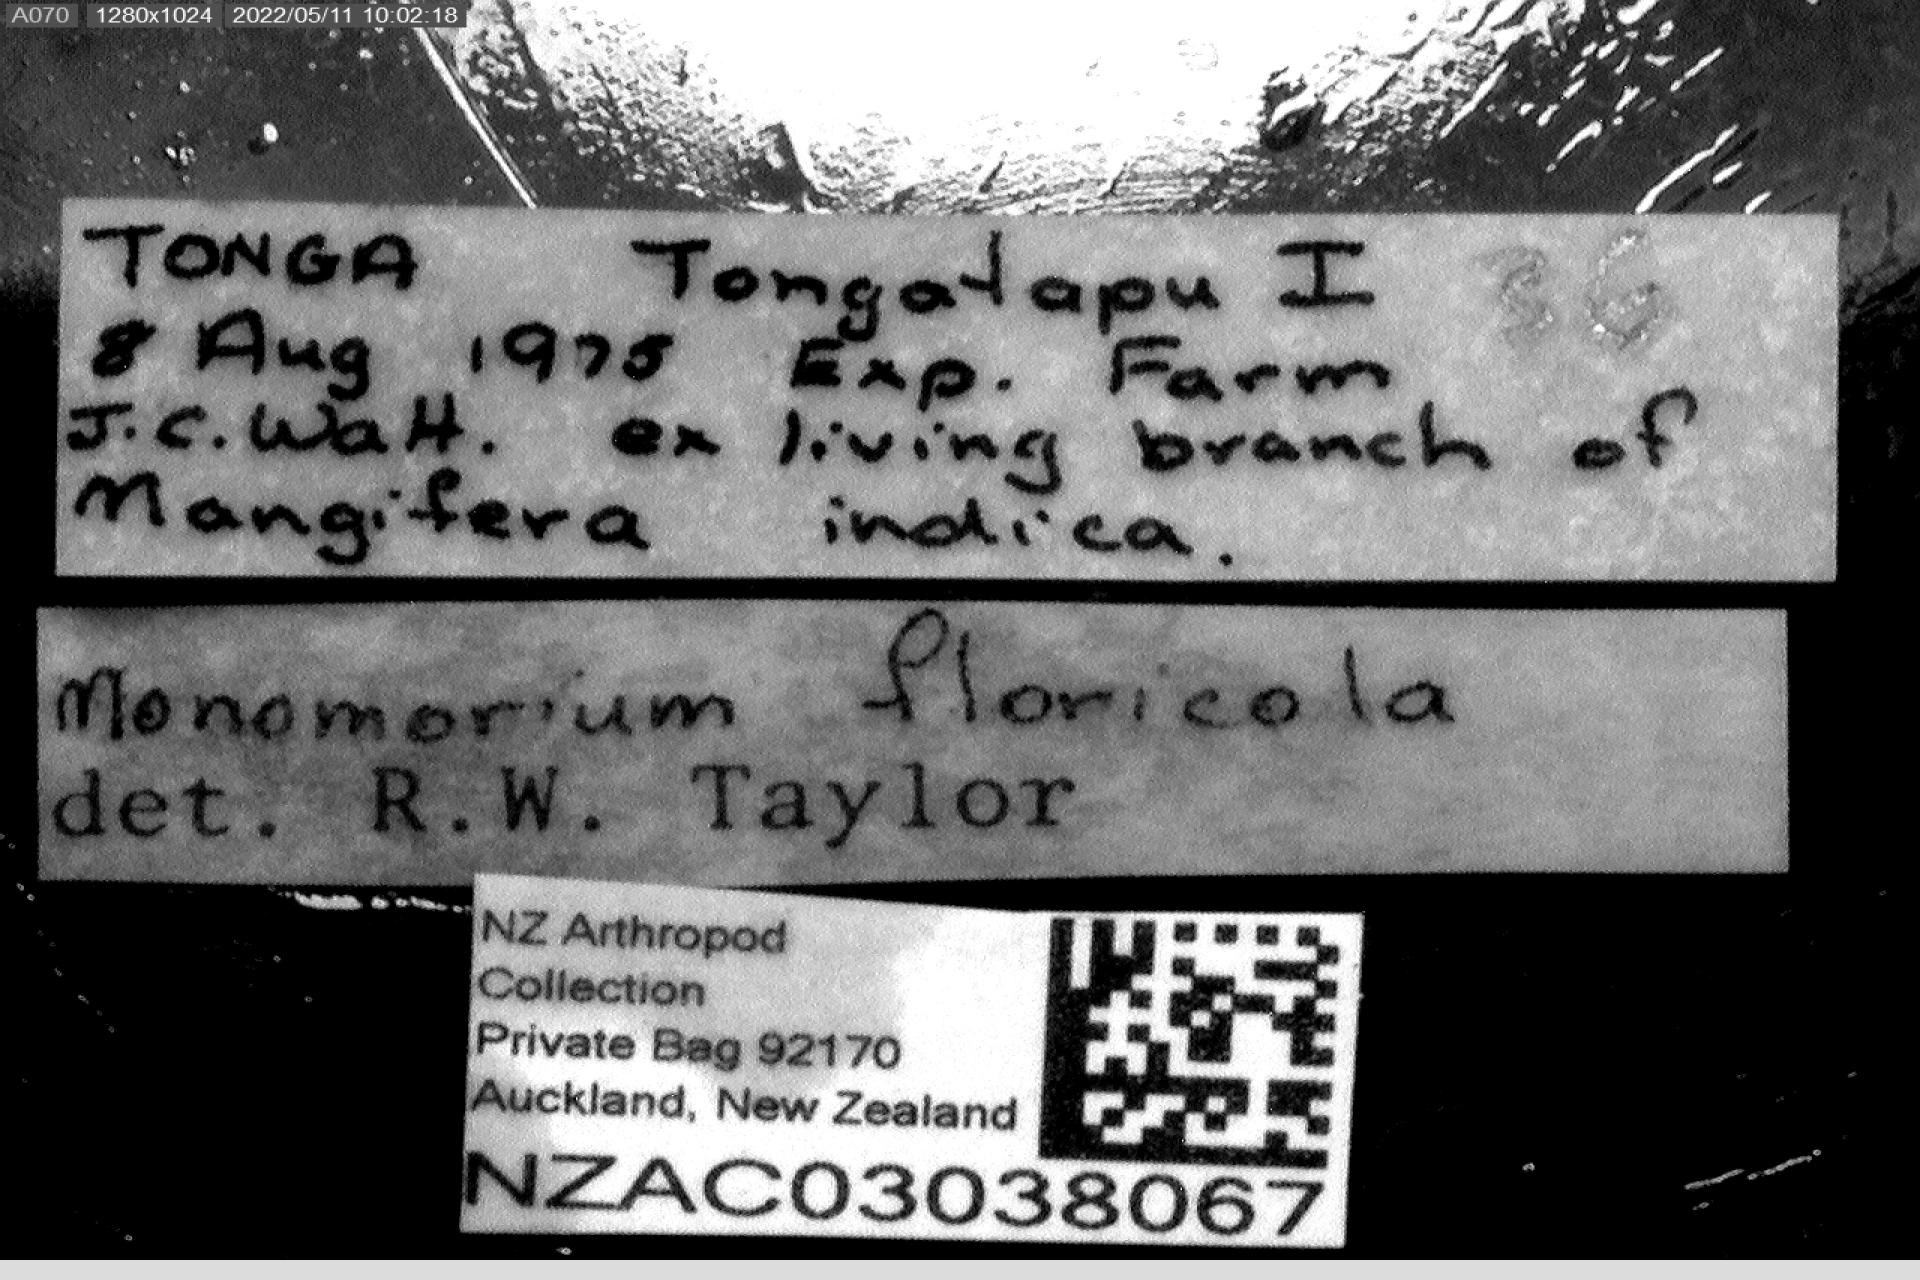 A070 1280x1024 2022/05/11 10:02:18
TONGA Tongatapu I 36
8 Aug 1975 Exp. Farm
J.C. Watt. ex living branch of
Mangifera indica.
Monomorium floricola
det. R.W. Taylor
NZ Arthropod
Collection
Private Bag 92170
Auckland, New Zealand
NZAC03038067